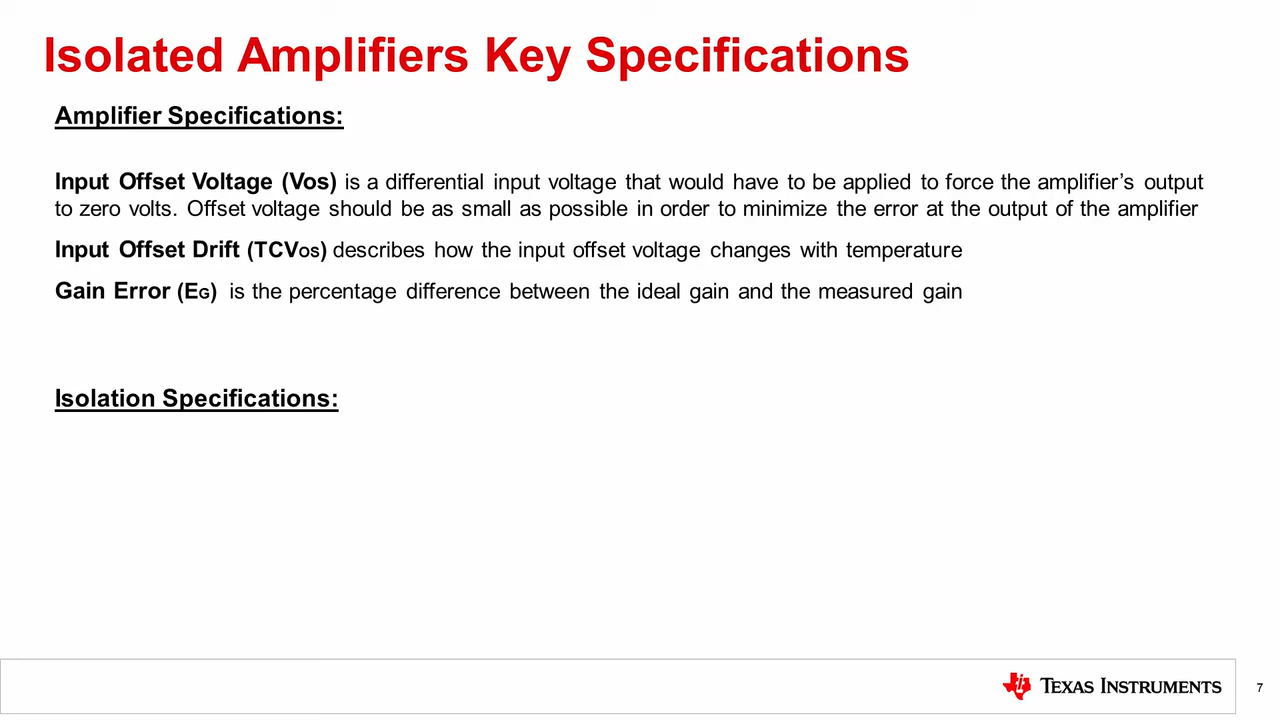 Isolated Amplifiers Key Specifications
Amplifier Specifications:
Input Offset Voltage (Vos) is a differential input voltage that would have to be applied to force the amplifier’s output
to zero volts. Offset voltage should be as small as possible in order to minimize the error at the output of the amplifier
Input Offset Drift (TCVos) describes how the input offset voltage changes with temperature
Gain Error (EG) is the percentage difference between the ideal gain and the measured gain
Isolation Specifications:
Texas Instruments
7